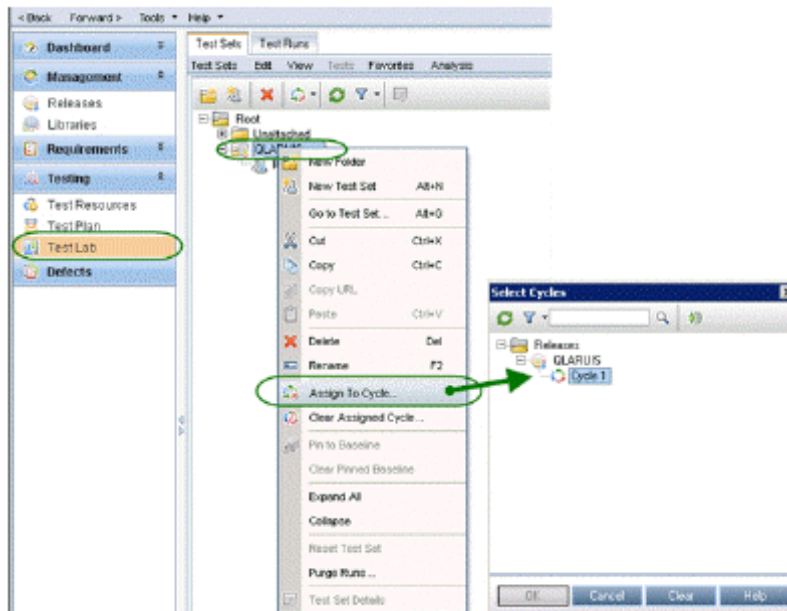 < Back Forward > Tools Help
Dashboard
Management
Releases
Libraries
Requirements
Testing
Test Resources
Test Plan
Test Lab
Defects
Test Sets Test Runs
Test Sets Edit View Tests Favorites Analysis
Root
Unattached
QLARUIS
New Folder
New Test Set Alt+N
Go to Test Set... Alt+G
Cut Ctrl+X
Copy Ctrl+C
Copy URL
Paste Ctrl+V
Delete Del
Rename F2
Assign To Cycle...
Clear Assigned Cycle...
Pin to Baseline
Clear Pinned Baseline
Expand All
Collapse
Reset Test Set
Purge Runs ...
Test Set Details
Select Cycles
Releases
QLARUIS
Cycle 1
OK Cancel Clear Help